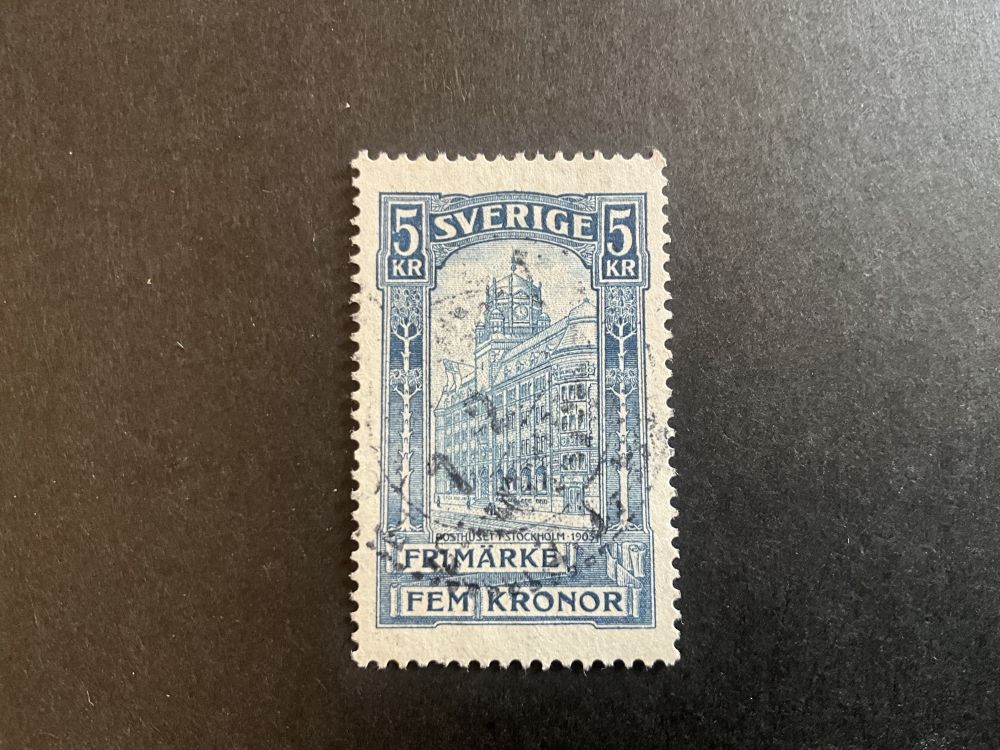 5 SVERIGE 5
KR KR
POSTHUSET I STOCKHOLM · 1903
FRIMÄRKE
FEM KRONOR